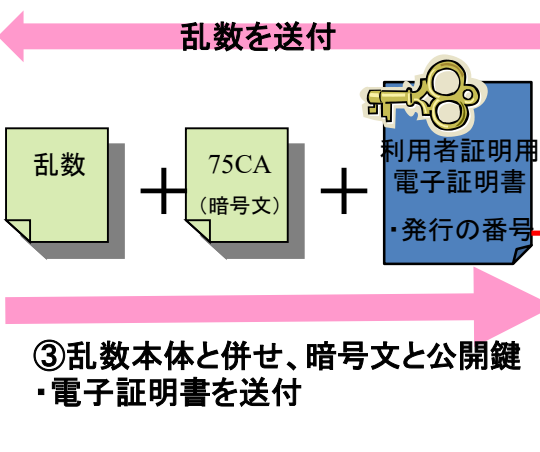 乱数を送付
乱数
75CA
（暗号文）
利用者証明用
電子証明書
・発行の番号
③乱数本体と併せ、暗号文と公開鍵
・電子証明書を送付